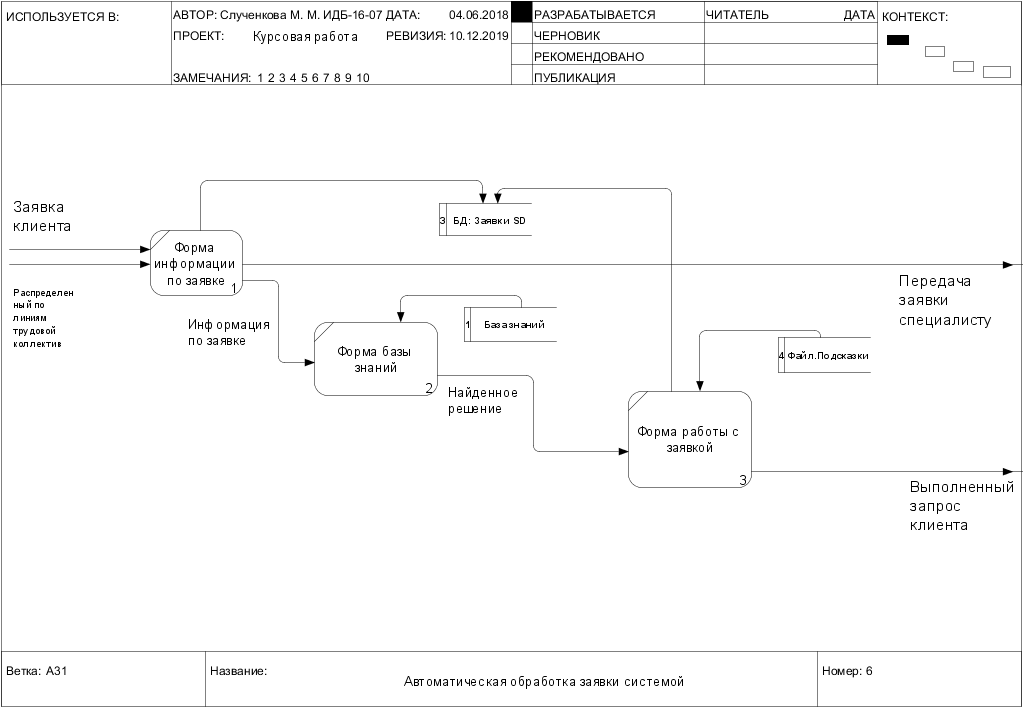 ИСПОЛЬЗУЕТСЯ В:
АВТОР: Слученкова М. М. ИДБ-16-07 ДАТА: 04.06.2018
ПРОЕКТ: Курсовая работа РЕВИЗИЯ: 10.12.2019
ЗАМЕЧАНИЯ: 1 2 3 4 5 6 7 8 9 10
РАЗРАБАТЫВАЕТСЯ
ЧЕРНОВИК
РЕКОМЕНДОВАНО
ПУБЛИКАЦИЯ
ЧИТАТЕЛЬ ДАТА
КОНТЕКСТ:
Заявка
клиента
Распределен
ный по
линиям
трудовой
коллектив
Форма
информации
по заявке
1
3 БД: Заявки SD
Передача
заявки
специалисту
Информация
по заявке
1 База знаний
Форма базы
знаний
2
Найденное
решение
4 Файл.Подсказки
Форма работы с
заявкой
3
Выполненный
запрос
клиента
Ветка: A31
Название:
Автоматическая обработка заявки системой
Номер: 6